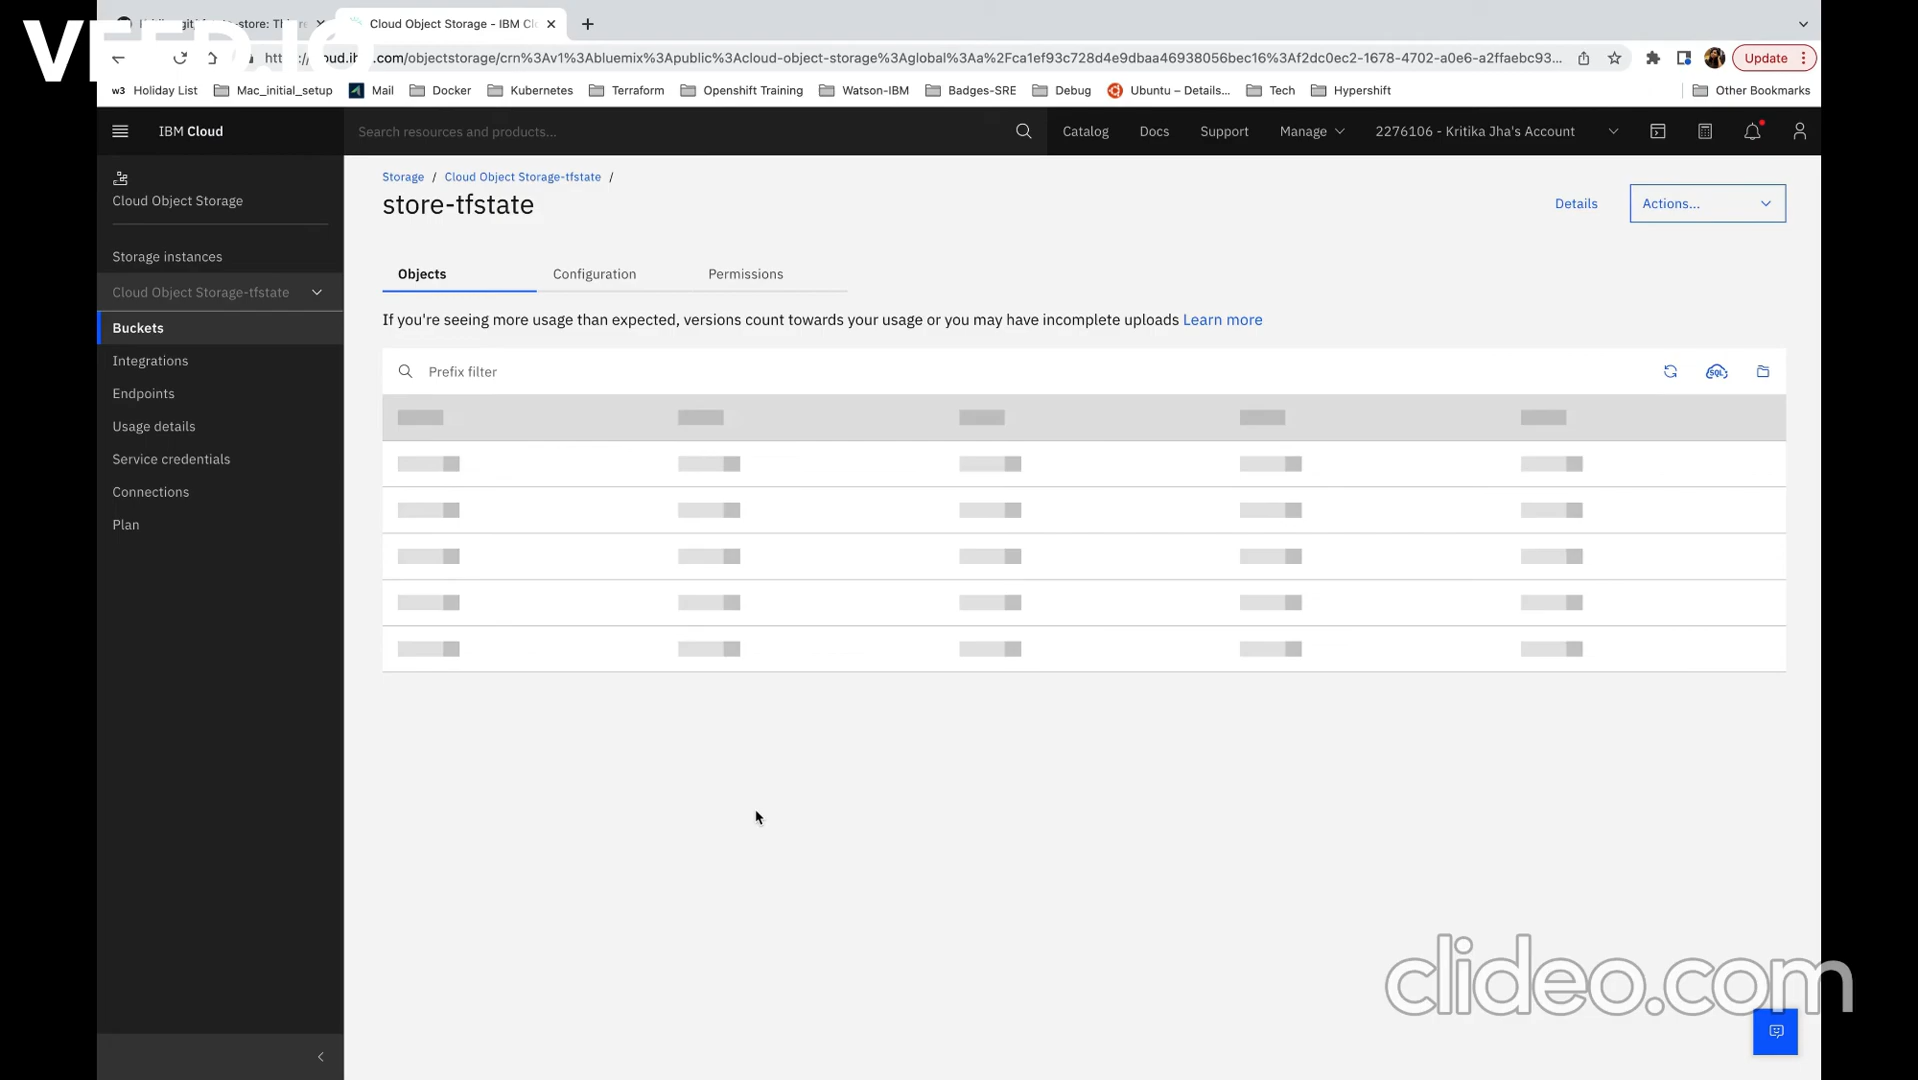 Cloud Object Storage - IBM Cl
.com/objectstorage/crn%3Av1%3Abluemix%3Apublic%3Acloud-object-storage%3Aglobal%3Aa%2Fca1ef93c728d4e9dbaa46938056bec16%3Af2dc0ec2-1678-4702-a0e6-a2ffaebc93...
Update
w3 Holiday List Mac_initial_setup Mail Docker Kubernetes Terraform Openshift Training Watson-IBM Badges-SRE Debug Ubuntu – Details... Tech Hypershift Other Bookmarks
IBM Cloud
Search resources and products...
Catalog Docs Support Manage 2276106 - Kritika Jha's Account
Cloud Object Storage
Storage instances
Cloud Object Storage-tfstate
Buckets
Integrations
Endpoints
Usage details
Service credentials
Connections
Plan
Storage / Cloud Object Storage-tfstate /
store-tfstate
Details
Actions...
Objects Configuration Permissions
If you're seeing more usage than expected, versions count towards your usage or you may have incomplete uploads Learn more
Prefix filter
SQL
clideo.com